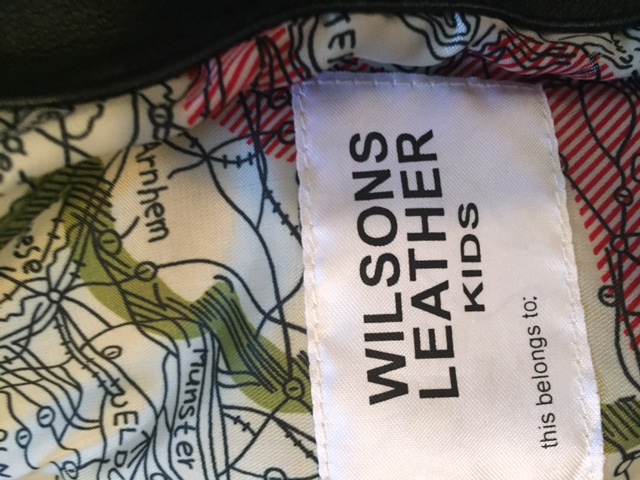 WILSONS
LEATHER
KIDS
this belongs to:
Arnhem
Munster